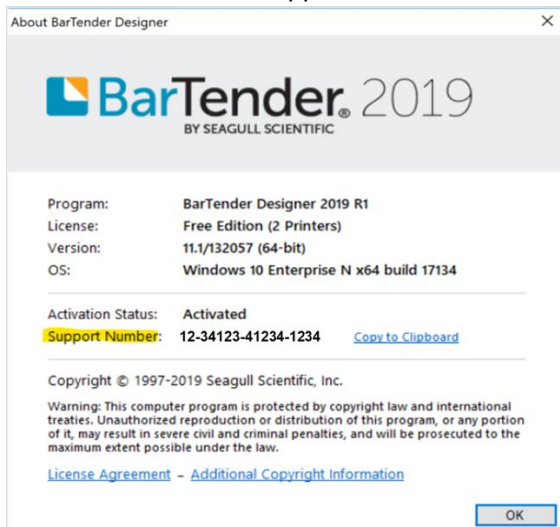 About BarTender Designer
BarTender® 2019
BY SEAGULL SCIENTIFIC
Program: BarTender Designer 2019 R1
License: Free Edition (2 Printers)
Version: 11.1/132057 (64-bit)
OS: Windows 10 Enterprise N x64 build 17134
Activation Status: Activated
Support Number: 12-34123-41234-1234 Copy to Clipboard
Copyright © 1997-2019 Seagull Scientific, Inc.
Warning: This computer program is protected by copyright law and international
treaties. Unauthorized reproduction or distribution of this program, or any portion
of it, may result in severe civil and criminal penalties, and will be prosecuted to the
maximum extent possible under the law.
License Agreement - Additional Copyright Information
OK